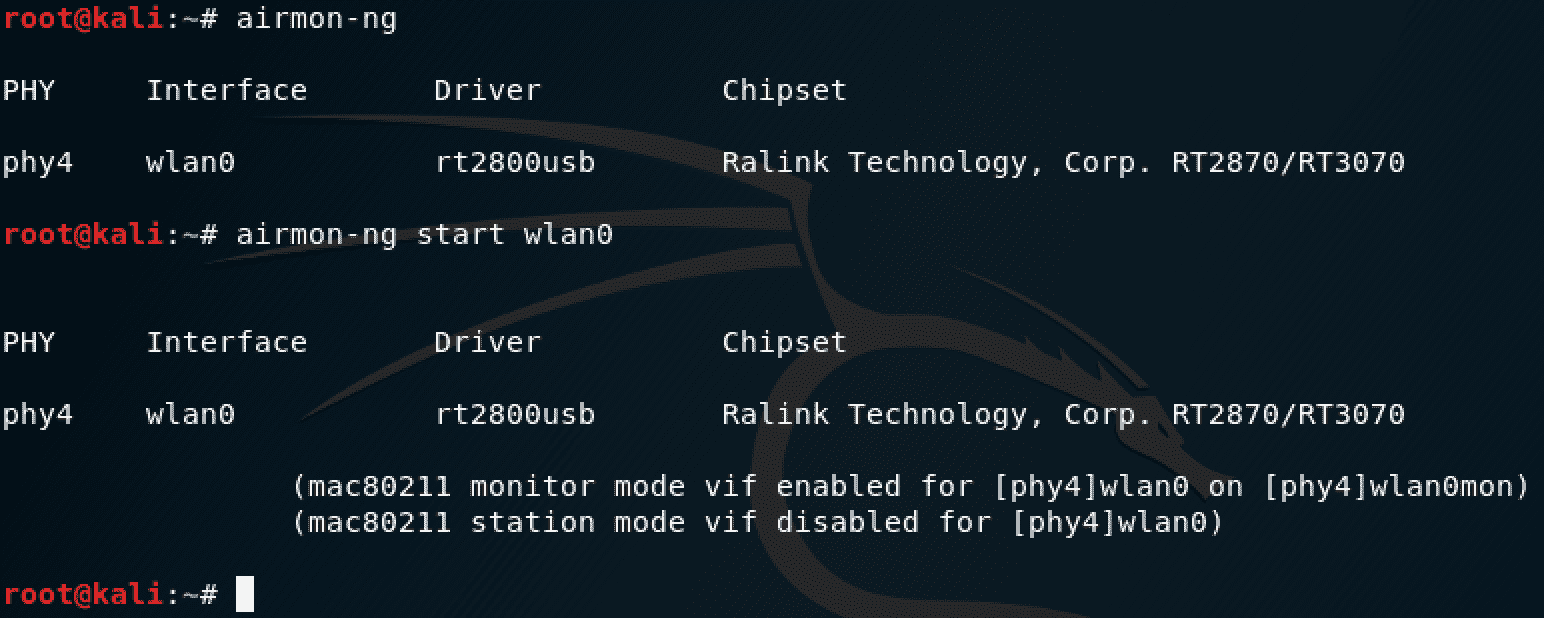 root@kali:~# airmon-ng
PHY Interface Driver Chipset
phy4 wlan0 rt2800usb Ralink Technology, Corp. RT2870/RT3070
root@kali:~# airmon-ng start wlan0
PHY Interface Driver Chipset
phy4 wlan0 rt2800usb Ralink Technology, Corp. RT2870/RT3070
(mac80211 monitor mode vif enabled for [phy4]wlan0 on [phy4]wlan0mon)
(mac80211 station mode vif disabled for [phy4]wlan0)
root@kali:~#